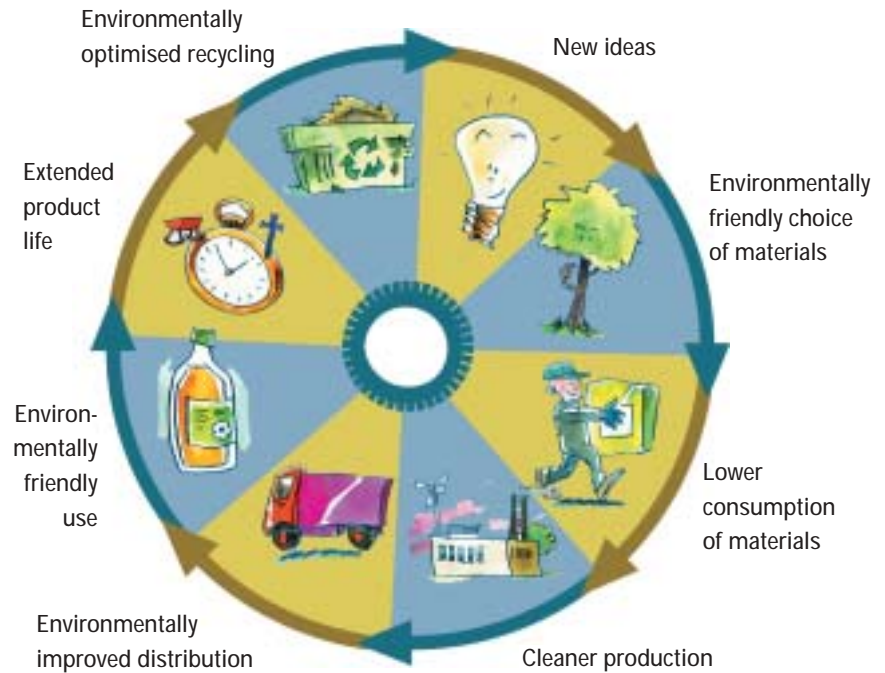 Environmentally
optimised recycling
New ideas
Extended
product
life
Environmentally
friendly choice
of materials
Environ-
mentally
friendly
use
Lower
consumption
of materials
Environmentally
improved distribution
Cleaner production